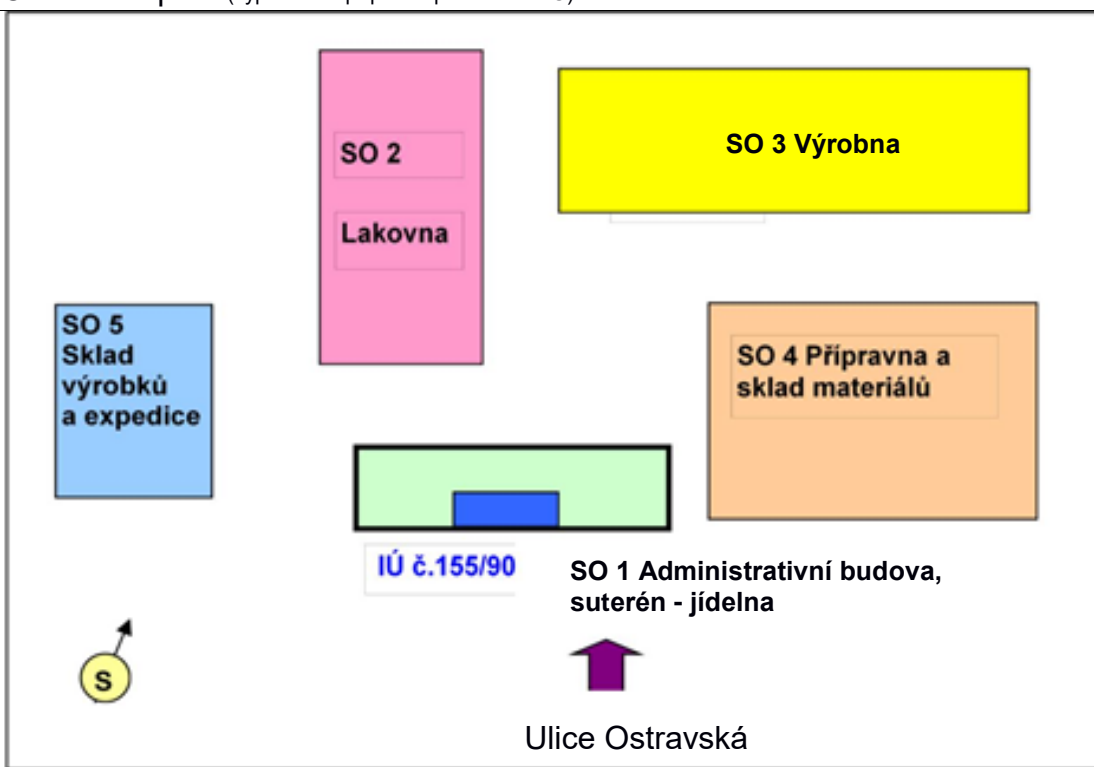 SO 2
Lakovna
SO 3 Výrobna
SO 5
Sklad
výrobků
a expedice
SO 4 Přípravna a
sklad materiálů
IÚ č.155/90
SO 1 Administrativní budova,
suterén - jídelna
S
Ulice Ostravská